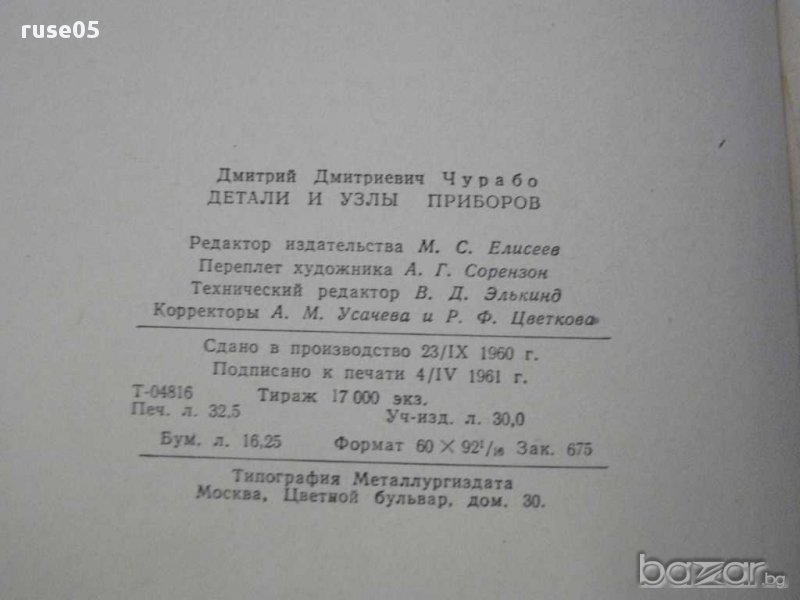 ruse05
Дмитрий Дмитриевич Чурабо
ДЕТАЛИ И УЗЛЫ ПРИБОРОВ
Редактор издательства М. С. Елисеев
Переплет художника А. Г. Сорензон
Технический редактор В. Д. Элькинд
Корректоры А. М. Усачева и Р. Ф. Цветкова
Сдано в производство 23/IX 1960 г.
Подписано к печати 4/IV 1961 г.
Т-04816 Тираж 17 000 экз.
Печ. л. 32,5 Уч-изд. л. 30,0
Бум. л. 16,25 Формат 60 × 92¹/₁₆ Зак. 675
Типография Металлургиздата
Москва, Цветной бульвар, дом. 30.
bazar.bg